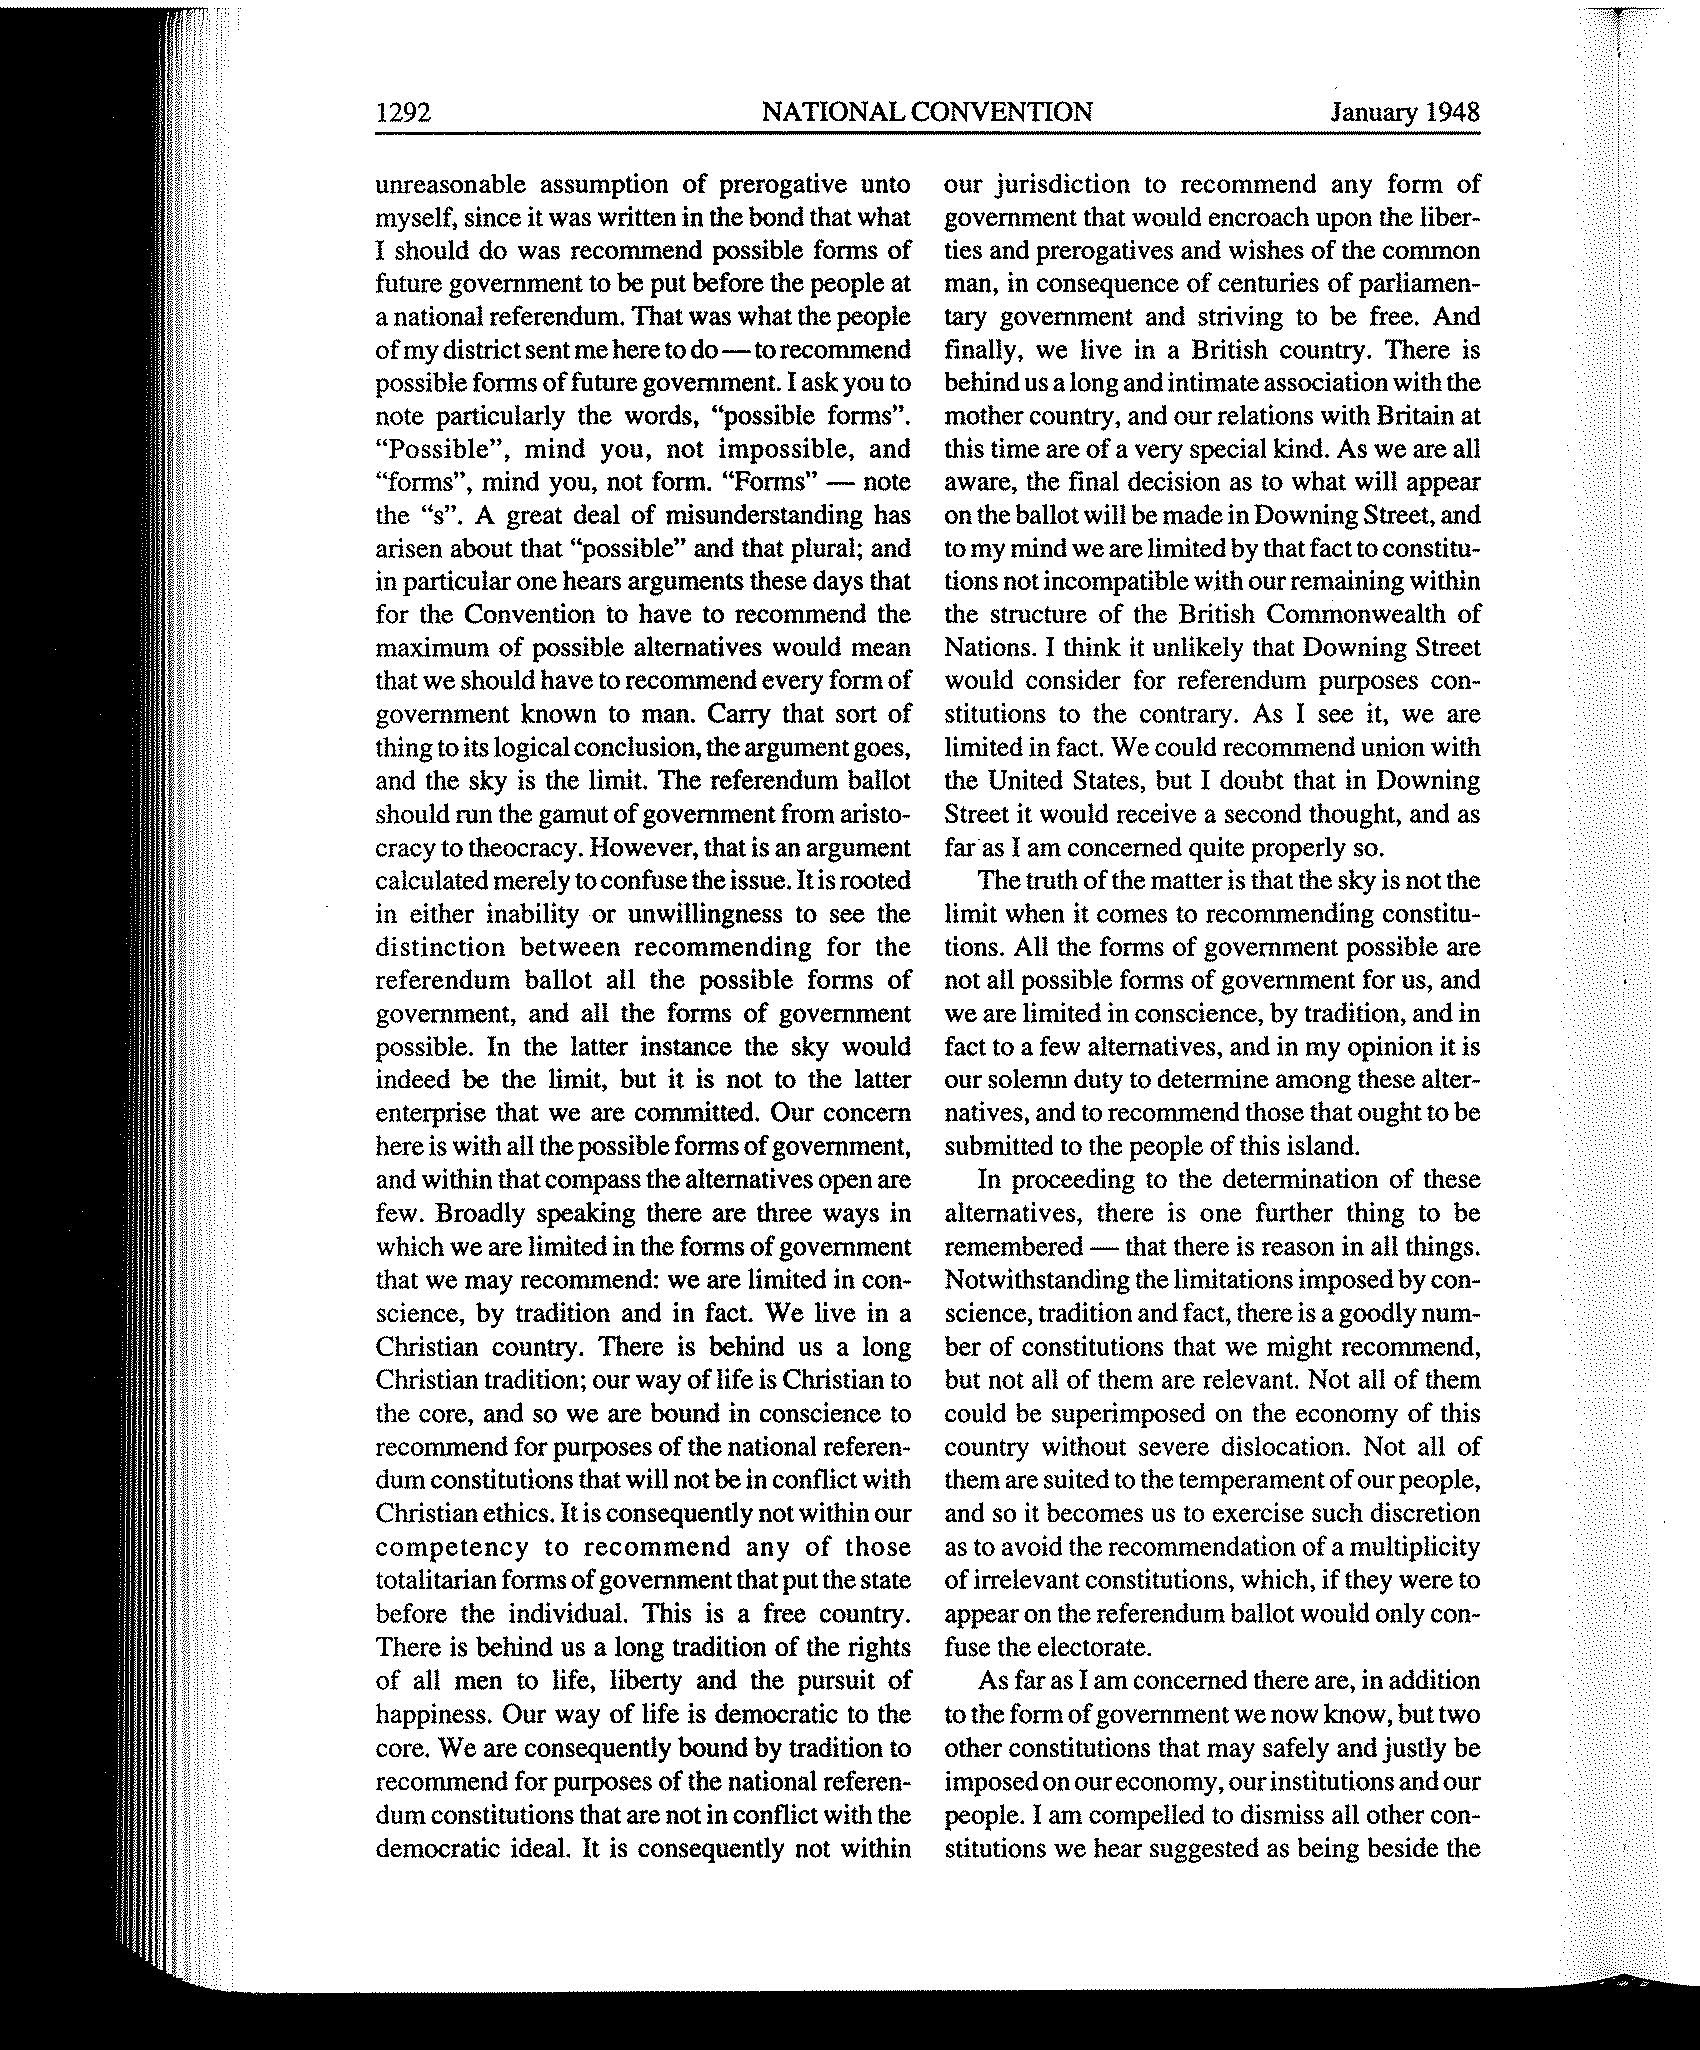 1292 NATIONAL CONVENTION January 1948
unreasonable assumption of prerogative unto
myself, since it was written in the bond that what
I should do was recommend possible forms of
future government to be put before the people at
a national referendum. That was what the people
of my district sent me here to do — to recommend
possible forms of future government. I ask you to
note particularly the words, “possible forms”.
“Possible”, mind you, not impossible, and
“forms”, mind you, not form. “Forms” — note
the “s”. A great deal of misunderstanding has
arisen about that “possible” and that plural; and
in particular one hears arguments these days that
for the Convention to have to recommend the
maximum of possible alternatives would mean
that we should have to recommend every form of
government known to man. Carry that sort of
thing to its logical conclusion, the argument goes,
and the sky is the limit. The referendum ballot
should run the gamut of government from aristo-
cracy to theocracy. However, that is an argument
calculated merely to confuse the issue. It is rooted
in either inability or unwillingness to see the
distinction between recommending for the
referendum ballot all the possible forms of
government, and all the forms of government
possible. In the latter instance the sky would
indeed be the limit, but it is not to the latter
enterprise that we are committed. Our concern
here is with all the possible forms of government,
and within that compass the alternatives open are
few. Broadly speaking there are three ways in
which we are limited in the forms of government
that we may recommend: we are limited in con-
science, by tradition and in fact. We live in a
Christian country. There is behind us a long
Christian tradition; our way of life is Christian to
the core, and so we are bound in conscience to
recommend for purposes of the national referen-
dum constitutions that will not be in conflict with
Christian ethics. It is consequently not within our
competency to recommend any of those
totalitarian forms of government that put the state
before the individual. This is a free country.
There is behind us a long tradition of the rights
of all men to life, liberty and the pursuit of
happiness. Our way of life is democratic to the
core. We are consequently bound by tradition to
recommend for purposes of the national referen-
dum constitutions that are not in conflict with the
democratic ideal. It is consequently not within
our jurisdiction to recommend any form of
government that would encroach upon the liber-
ties and prerogatives and wishes of the common
man, in consequence of centuries of parliamen-
tary government and striving to be free. And
finally, we live in a British country. There is
behind us a long and intimate association with the
mother country, and our relations with Britain at
this time are of a very special kind. As we are all
aware, the final decision as to what will appear
on the ballot will be made in Downing Street, and
to my mind we are limited by that fact to constitu-
tions not incompatible with our remaining within
the structure of the British Commonwealth of
Nations. I think it unlikely that Downing Street
would consider for referendum purposes con-
stitutions to the contrary. As I see it, we are
limited in fact. We could recommend union with
the United States, but I doubt that in Downing
Street it would receive a second thought, and as
far as I am concerned quite properly so.
The truth of the matter is that the sky is not the
limit when it comes to recommending constitu-
tions. All the forms of government possible are
not all possible forms of government for us, and
we are limited in conscience, by tradition, and in
fact to a few alternatives, and in my opinion it is
our solemn duty to determine among these alter-
natives, and to recommend those that ought to be
submitted to the people of this island.
In proceeding to the determination of these
alternatives, there is one further thing to be
remembered — that there is reason in all things.
Notwithstanding the limitations imposed by con-
science, tradition and fact, there is a goodly num-
ber of constitutions that we might recommend,
but not all of them are relevant. Not all of them
could be superimposed on the economy of this
country without severe dislocation. Not all of
them are suited to the temperament of our people,
and so it becomes us to exercise such discretion
as to avoid the recommendation of a multiplicity
of irrelevant constitutions, which, if they were to
appear on the referendum ballot would only con-
fuse the electorate.
As far as I am concerned there are, in addition
to the form of government we now know, but two
other constitutions that may safely and justly be
imposed on our economy, our institutions and our
people. I am compelled to dismiss all other con-
stitutions we hear suggested as being beside the